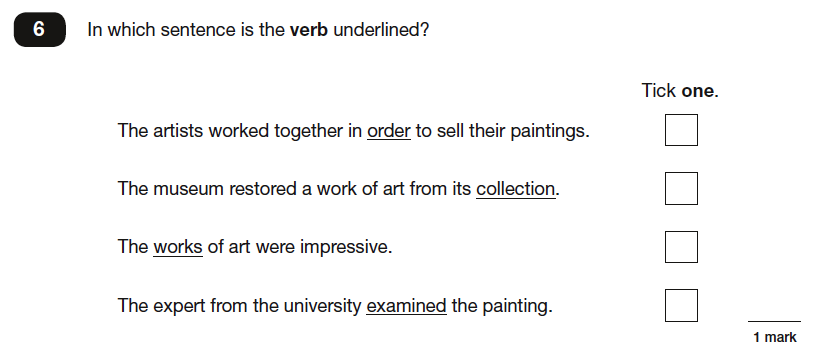 6 In which sentence is the verb underlined?
Tick one.
The artists worked together in order to sell their paintings.
The museum restored a work of art from its collection.
The works of art were impressive.
The expert from the university examined the painting.
1 mark